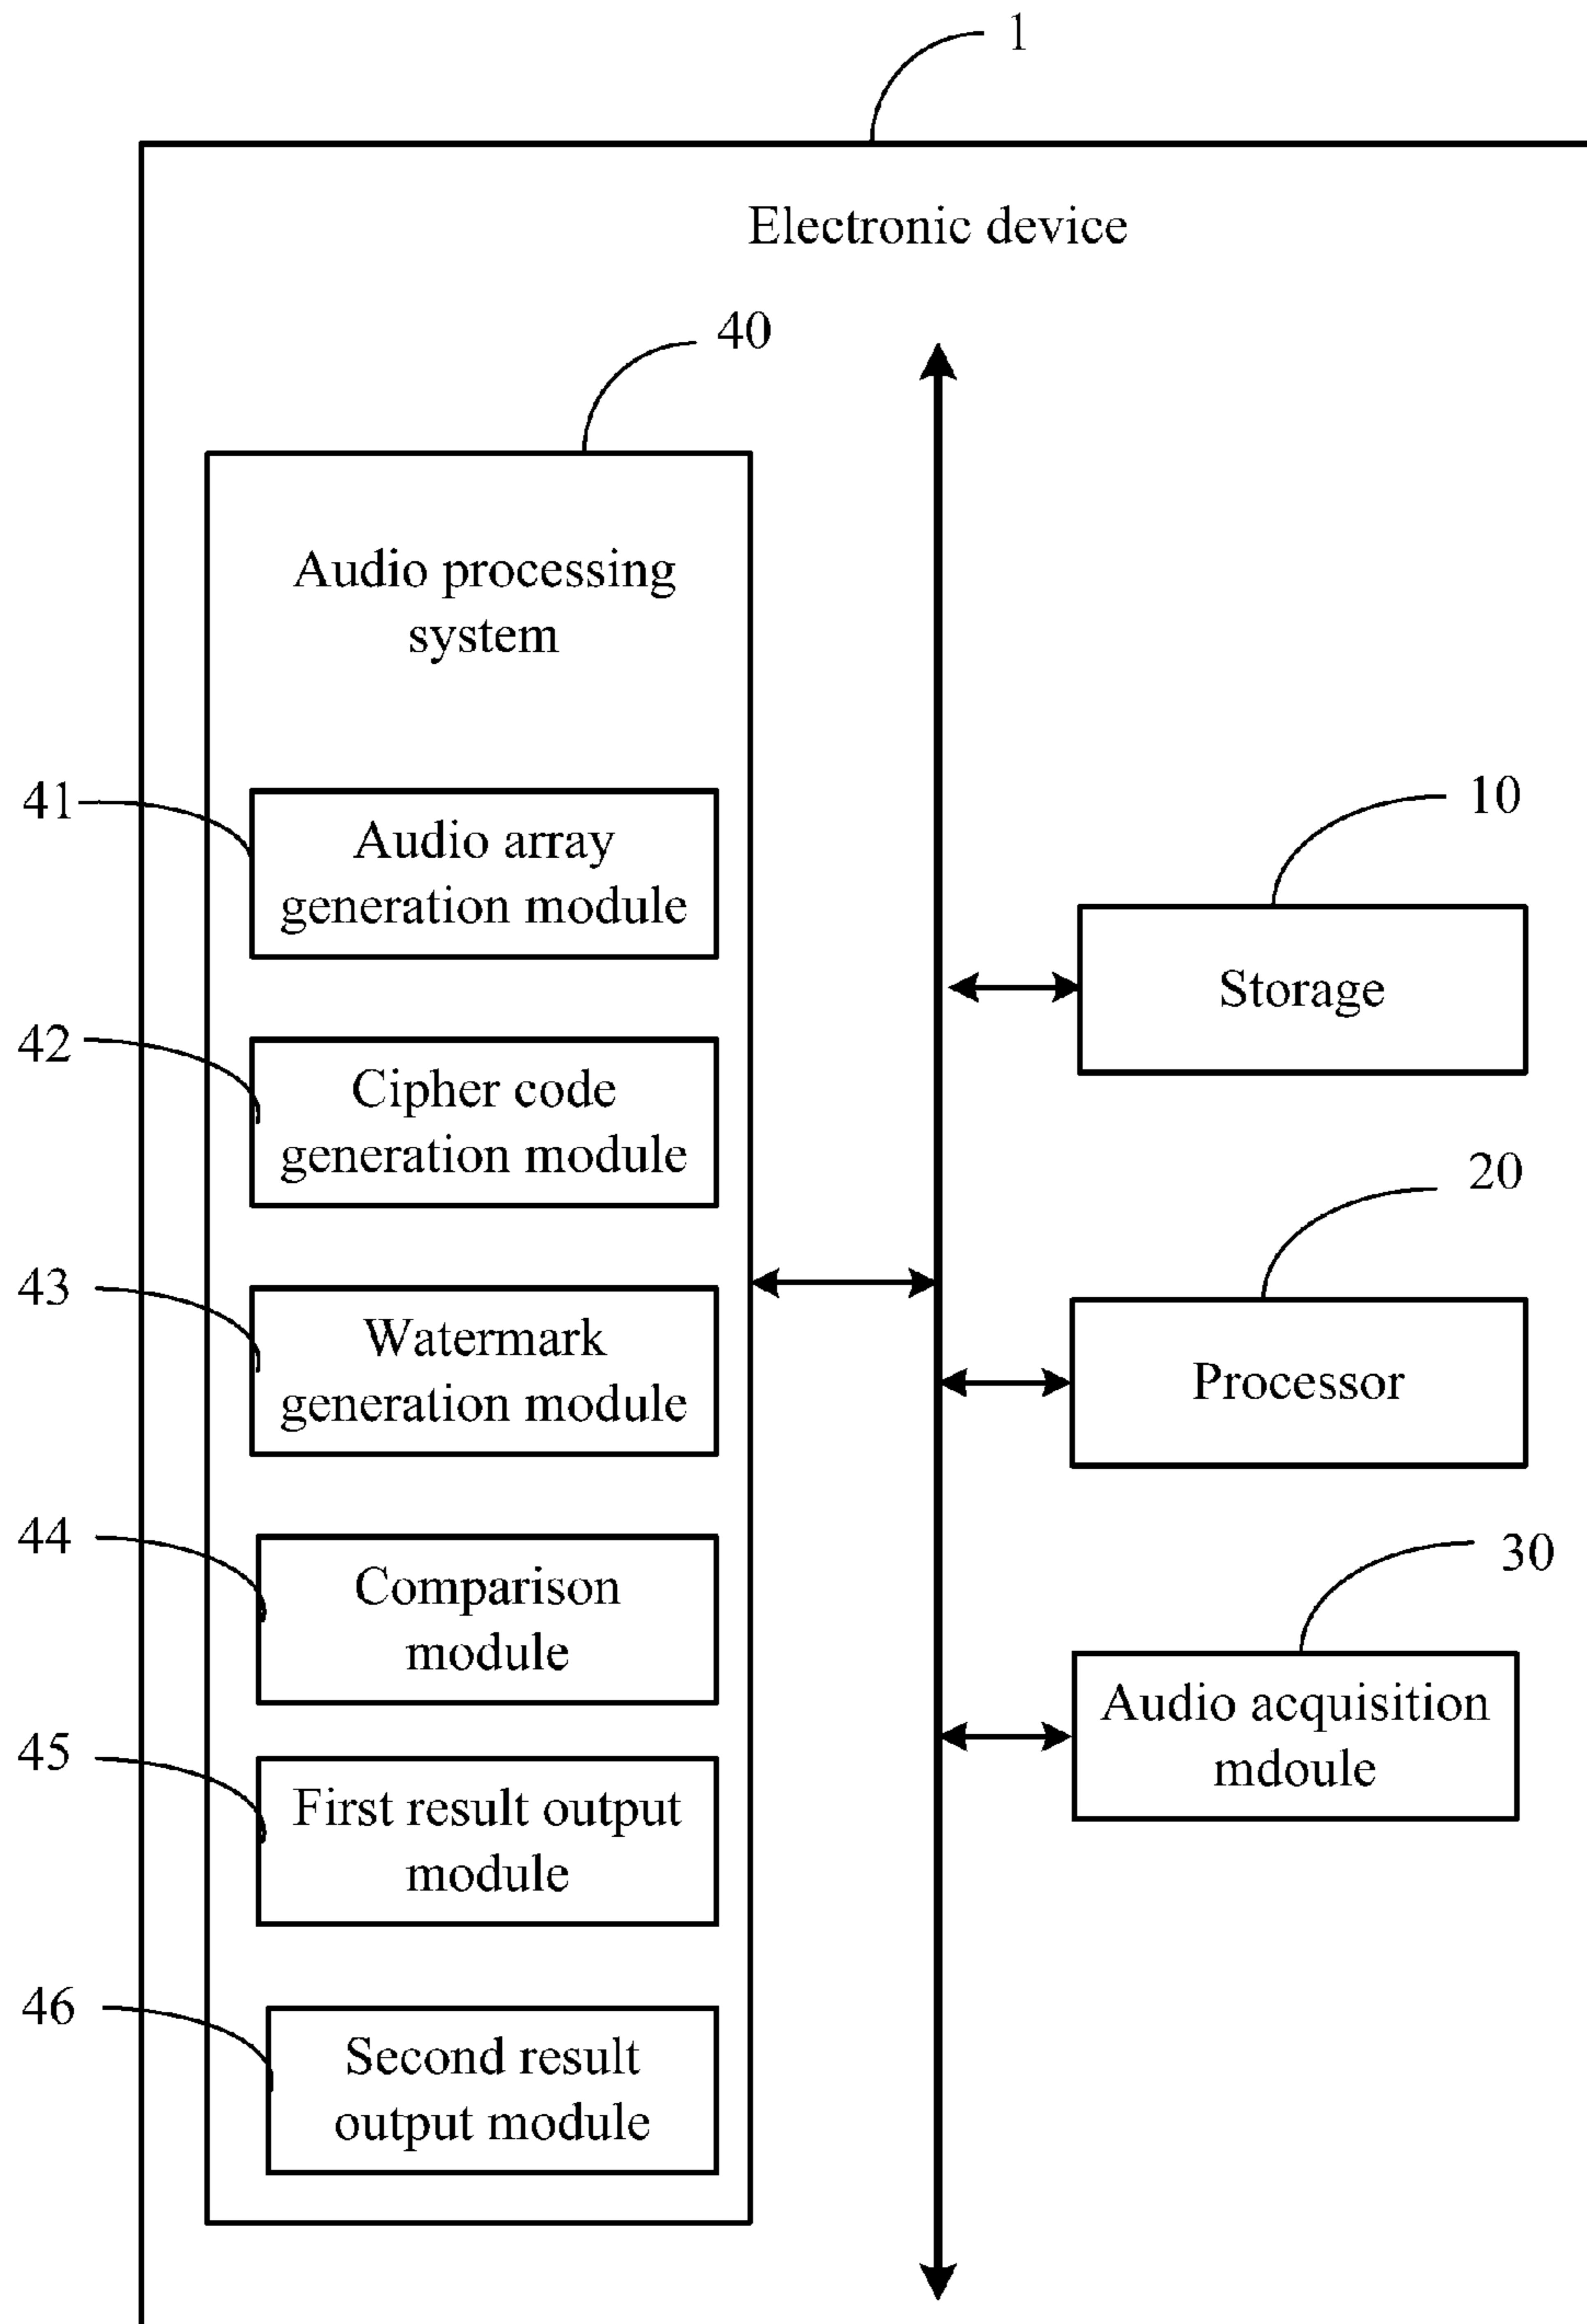 1
Electronic device
40
Audio processing
system
41
Audio array
generation module
42
Cipher code
generation module
43
Watermark
generation module
44
Comparison
module
45
First result output
module
46
Second result
output module
10
Storage
20
Processor
30
Audio acquisition
mdoule